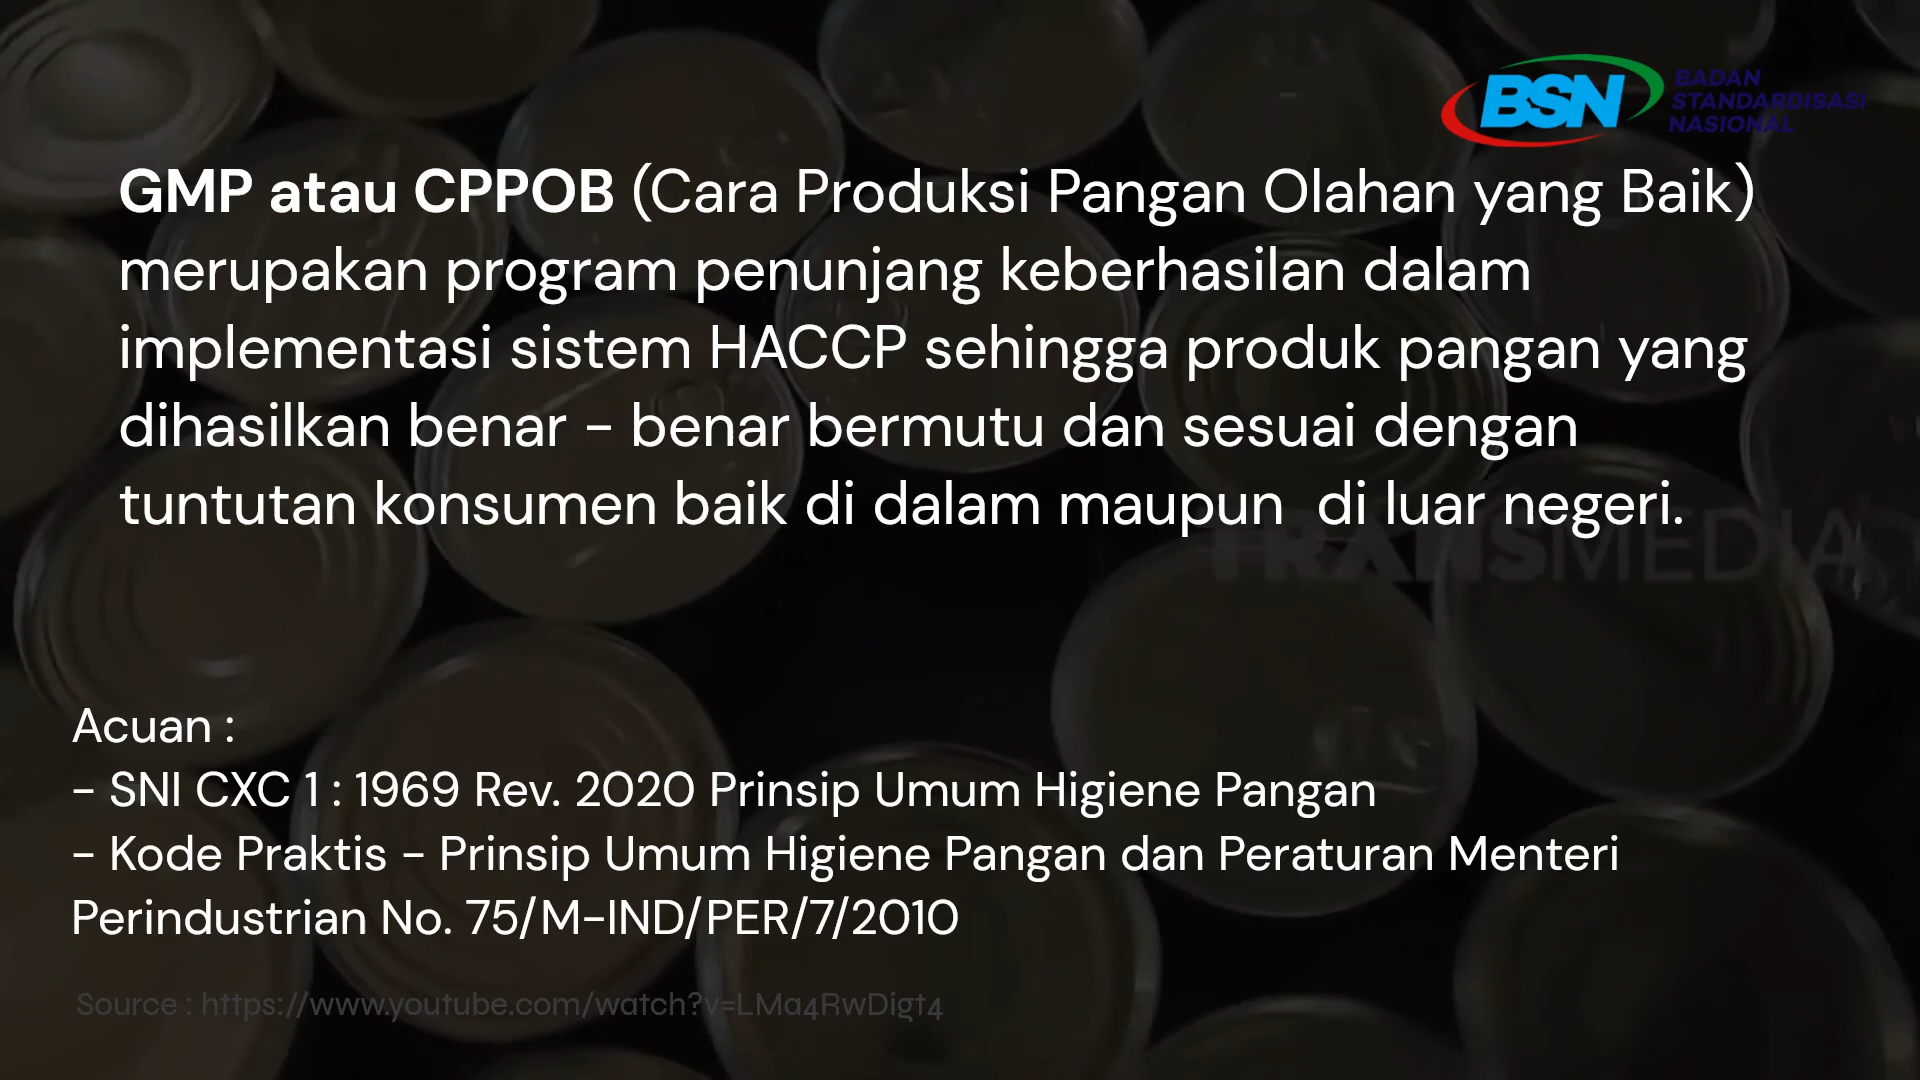 BSN
BADAN
STANDARDISASI
NASIONAL
GMP atau CPPOB (Cara Produksi Pangan Olahan yang Baik)
merupakan program penunjang keberhasilan dalam
implementasi sistem HACCP sehingga produk pangan yang
dihasilkan benar - benar bermutu dan sesuai dengan
tuntutan konsumen baik di dalam maupun  di luar negeri.
TRANSMEDIA
Acuan :
- SNI CXC 1 : 1969 Rev. 2020 Prinsip Umum Higiene Pangan
- Kode Praktis - Prinsip Umum Higiene Pangan dan Peraturan Menteri
Perindustrian No. 75/M-IND/PER/7/2010
Source : https://www.youtube.com/watch?v=LMa4RwDigt4